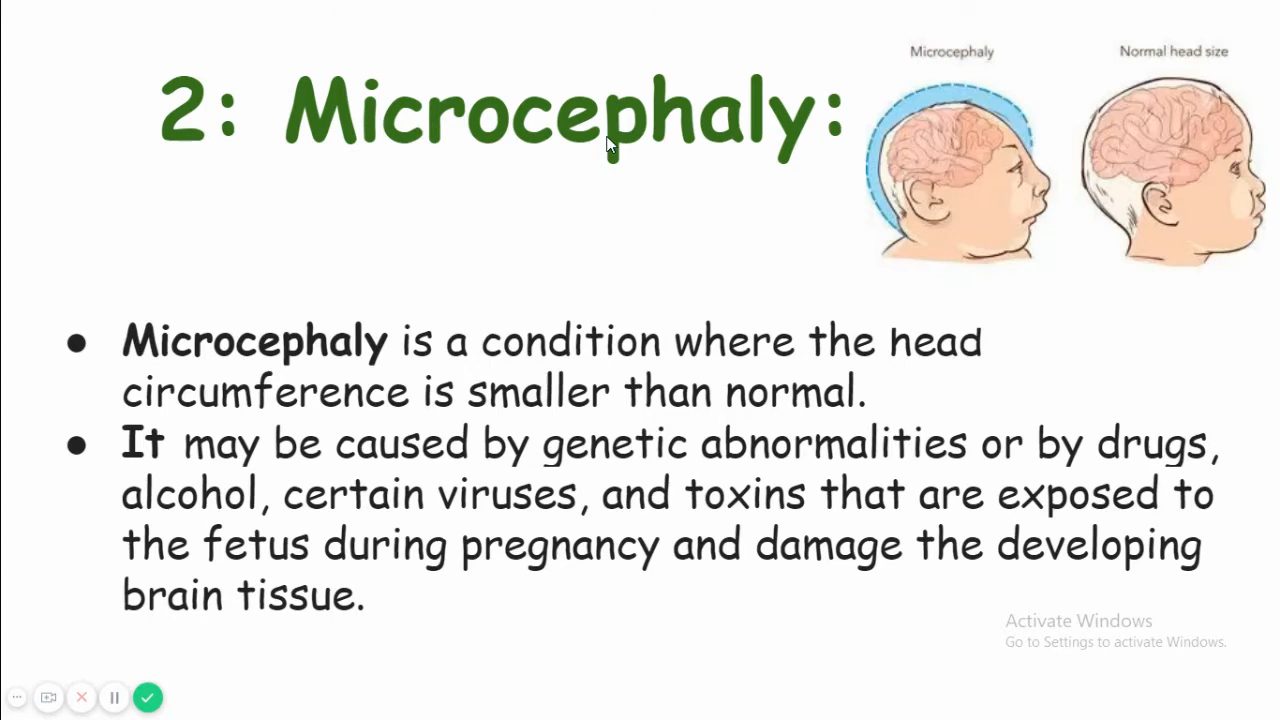 Microcephaly
Normal head size
2: Microcephaly:
● Microcephaly is a condition where the head
circumference is smaller than normal.
● It may be caused by genetic abnormalities or by drugs,
alcohol, certain viruses, and toxins that are exposed to
the fetus during pregnancy and damage the developing
brain tissue.
Activate Windows
Go to Settings to activate Windows.